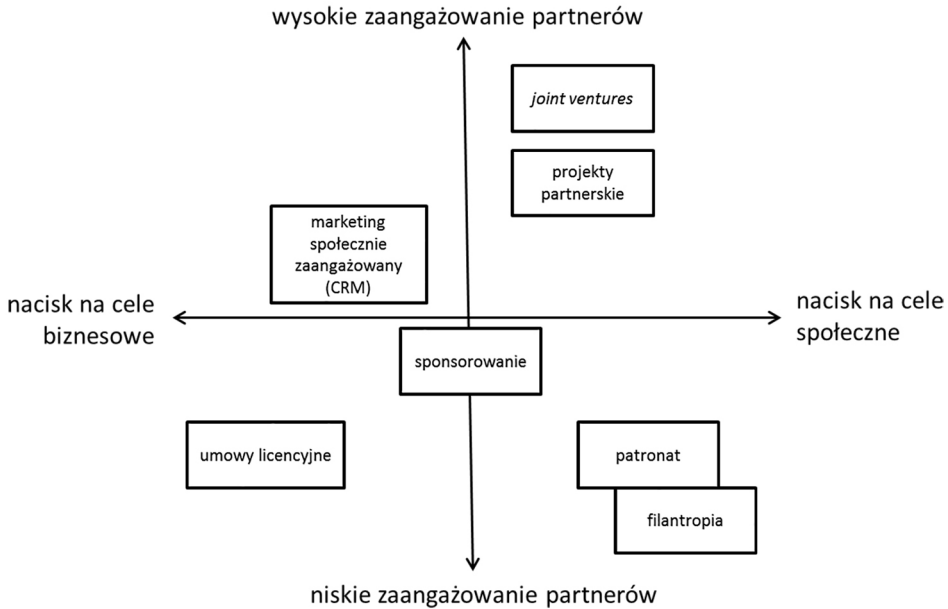 wysokie zaangażowanie partnerów
joint ventures
projekty
partnerskie
marketing
społecznie
zaangażowany
(CRM)
nacisk na cele
biznesowe
nacisk na cele
społeczne
sponsorowanie
umowy licencyjne
patronat
filantropia
niskie zaangażowanie partnerów